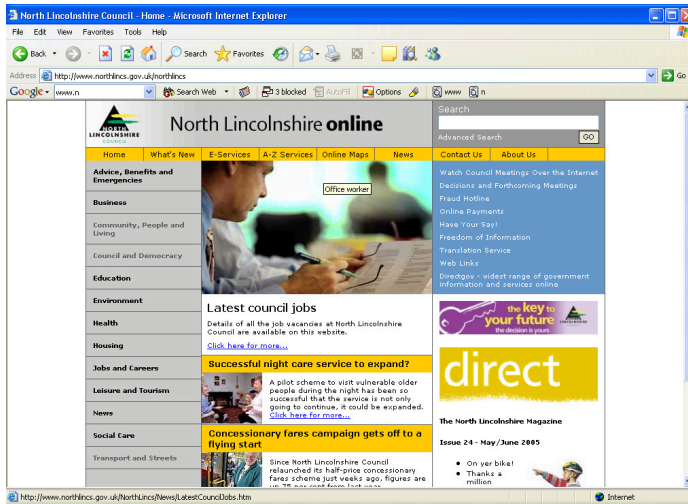 North Lincolnshire Council - Home - Microsoft Internet Explorer
File Edit View Favorites Tools Help
Back Search Favorites
Address http://www.northlincs.gov.uk/northlincs Go
Google www.n Search Web 3 blocked AutoFill Options www n
NORTH
LINCOLNSHIRE
COUNCIL
North Lincolnshire online
Search
Advanced Search GO
Home What's New E-Services A-Z Services Online Maps News Contact Us About Us
Advice, Benefits and
Emergencies
Business
Community, People and
Living
Council and Democracy
Education
Environment
Health
Housing
Jobs and Careers
Leisure and Tourism
News
Social Care
Transport and Streets
Office worker
Latest council jobs
Details of all the job vacancies at North Lincolnshire
Council are available on this website.
Click here for more...
Successful night care service to expand?
A pilot scheme to visit vulnerable older
people during the night has been so
successful that the service is not only
going to continue, it could be expanded.
Click here for more...
Concessionary fares campaign gets off to a
flying start
Since North Lincolnshire Council
relaunched its half-price concessionary
fares scheme just weeks ago, figures are
up 75 per cent from last year
Watch Council Meetings Over the Internet
Decisions and Forthcoming Meetings
Fraud Hotline
Online Payments
Have Your Say!
Freedom of Information
Translation Service
Web Links
Directgov - widest range of government
information and services online
the key to
your future
the decision is yours
direct
The North Lincolnshire Magazine
Issue 24 - May/June 2005
On yer bike!
Thanks a
million
http://www.northlincs.gov.uk/NorthLincs/News/LatestCouncilJobs.htm Internet